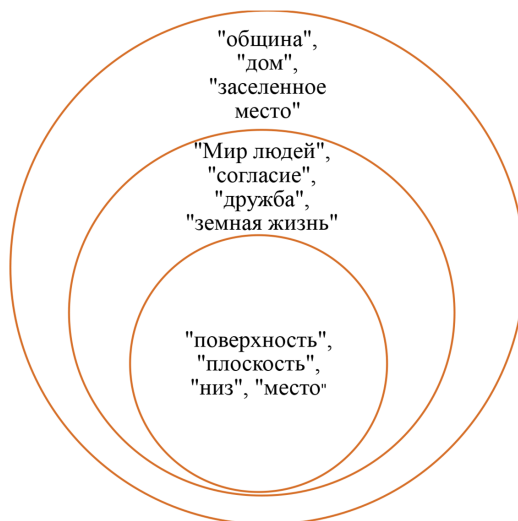 "община",
"дом",
"заселенное
место"
"Мир людей",
"согласие",
"дружба",
"земная жизнь"
"поверхность",
"плоскость",
"низ", "место"